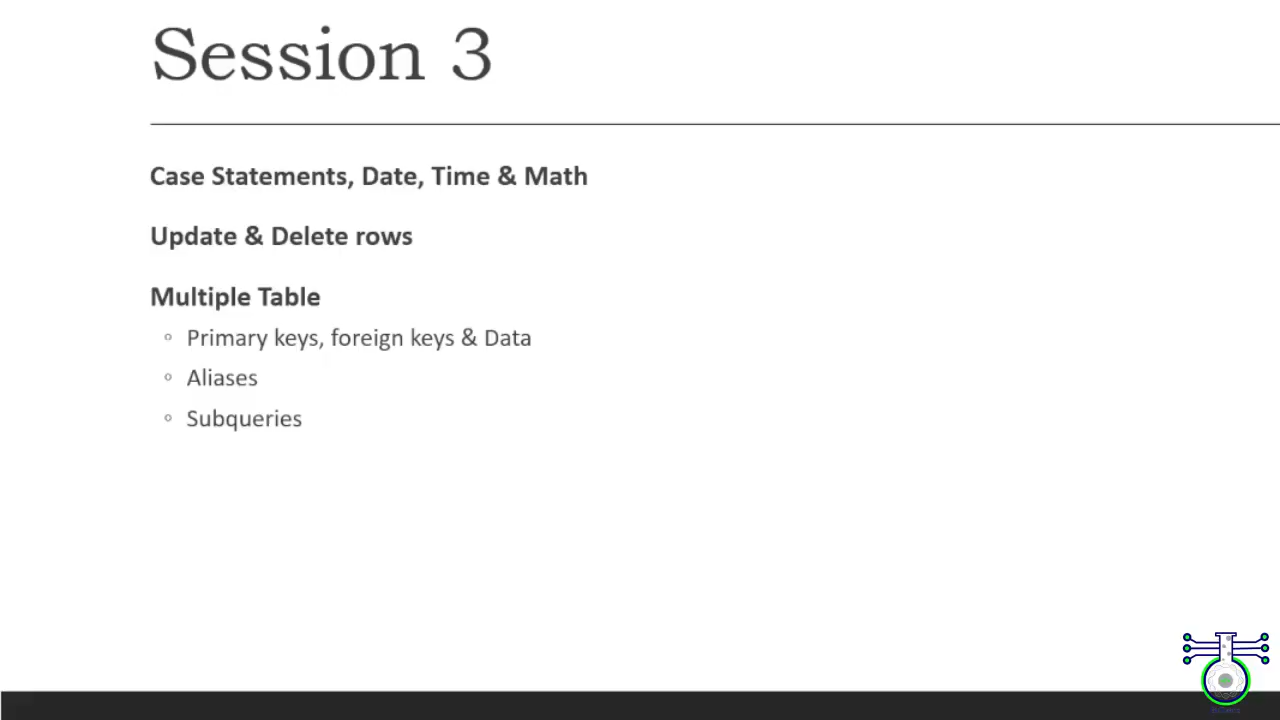 Session 3
Case Statements, Date, Time & Math
Update & Delete rows
Multiple Table
◦ Primary keys, foreign keys & Data
◦ Aliases
◦ Subqueries